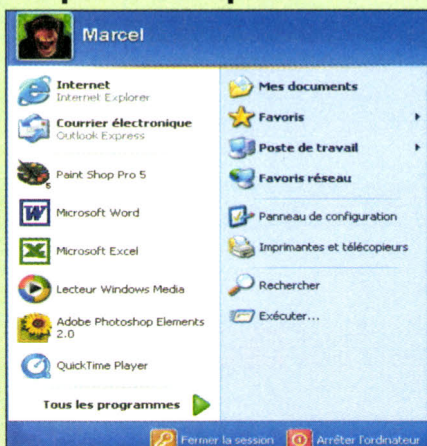 Marcel
Internet
Internet Explorer
Courrier électronique
Outlook Express
Paint Shop Pro 5
Microsoft Word
Microsoft Excel
Lecteur Windows Media
Adobe Photoshop Elements
2.0
QuickTime Player
Tous les programmes
Mes documents
Favoris
Poste de travail
Favoris réseau
Panneau de configuration
Imprimantes et télécopieurs
Rechercher
Exécuter...
Fermer la session
Arrêter l'ordinateur